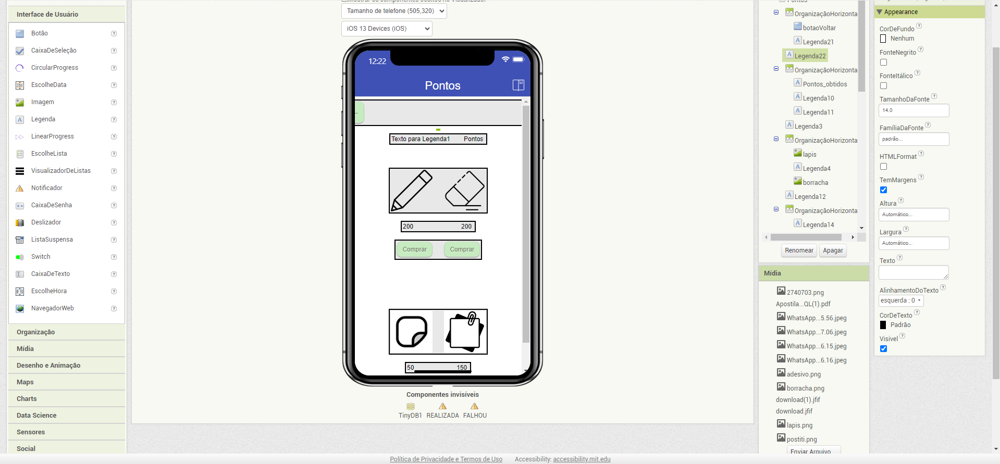 Interface de Usuário
Botão
CaixaDeSeleção
CircularProgress
EscolheData
Imagem
Legenda
LinearProgress
EscolheLista
VisualizadorDeListas
Notificador
CaixaDeSenha
Deslizador
ListaSuspensa
Switch
CaixaDeTexto
EscolheHora
NavegadorWeb
Organização
Mídia
Desenho e Animação
Maps
Charts
Data Science
Sensores
Social
Tamanho de telefone (505,320)
iOS 13 Devices (iOS)
12:22
Pontos
Texto para Legenda1 Pontos
200 200
Comprar Comprar
50 150
Componentes invisíveis
TinyDB1 REALIZADA FALHOU
OrganizaçãoHorizonta
botaoVoltar
Legenda21
Legenda22
OrganizaçãoHorizonta
Pontos_obtidos
Legenda10
Legenda11
Legenda3
OrganizaçãoHorizonta
lapis
Legenda4
borracha
Legenda12
OrganizaçãoHorizonta
Legenda14
Renomear Apagar
Mídia
2740703.png
Apostila...QL(1).pdf
WhatsApp...5.56.jpeg
WhatsApp...7.06.jpeg
WhatsApp...6.15.jpeg
WhatsApp...6.16.jpeg
adesivo.png
borracha.png
download(1).jfif
download.jfif
lapis.png
postiti.png
Enviar Arquivo
Appearance
CorDeFundo
Nenhum
FonteNegrito
FonteItálico
TamanhoDaFonte
14.0
FamíliaDaFonte
padrão...
HTMLFormat
TemMargens
Altura
Automático...
Largura
Automático...
Texto
AlinhamentoDoTexto
esquerda : 0
CorDeTexto
Padrão
Visível
Política de Privacidade e Termos de Uso Accessibility: accessibility.mit.edu